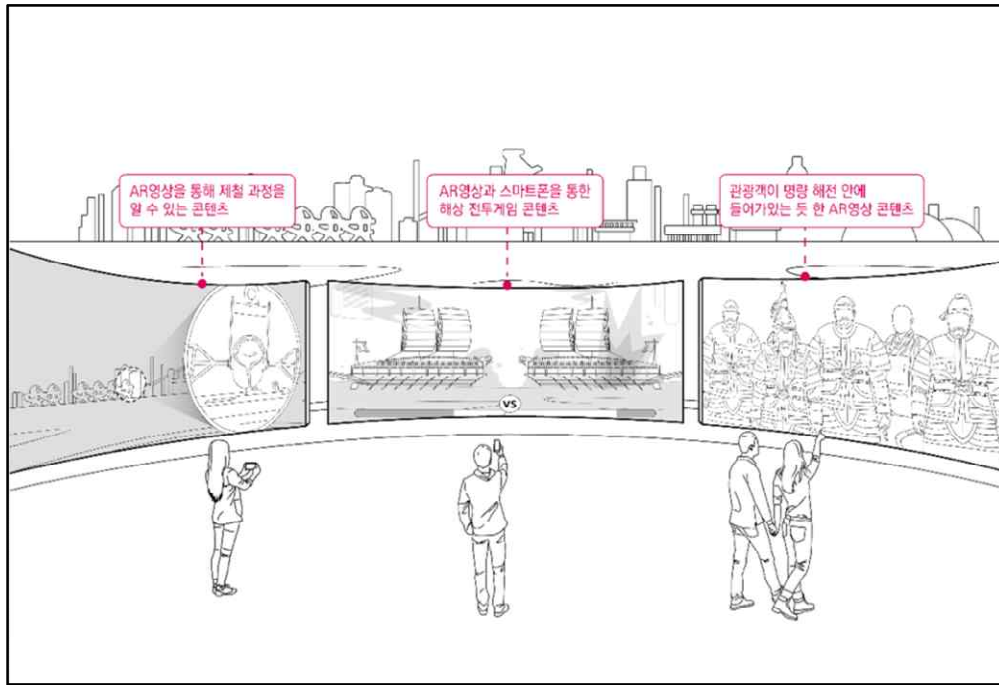 AR영상을 통해 제철 과정을
알 수 있는 콘텐츠
AR영상과 스마트폰을 통한
해상 전투게임 콘텐츠
관광객이 명량 해전 안에
들어가있는 듯 한 AR영상 콘텐츠
VS